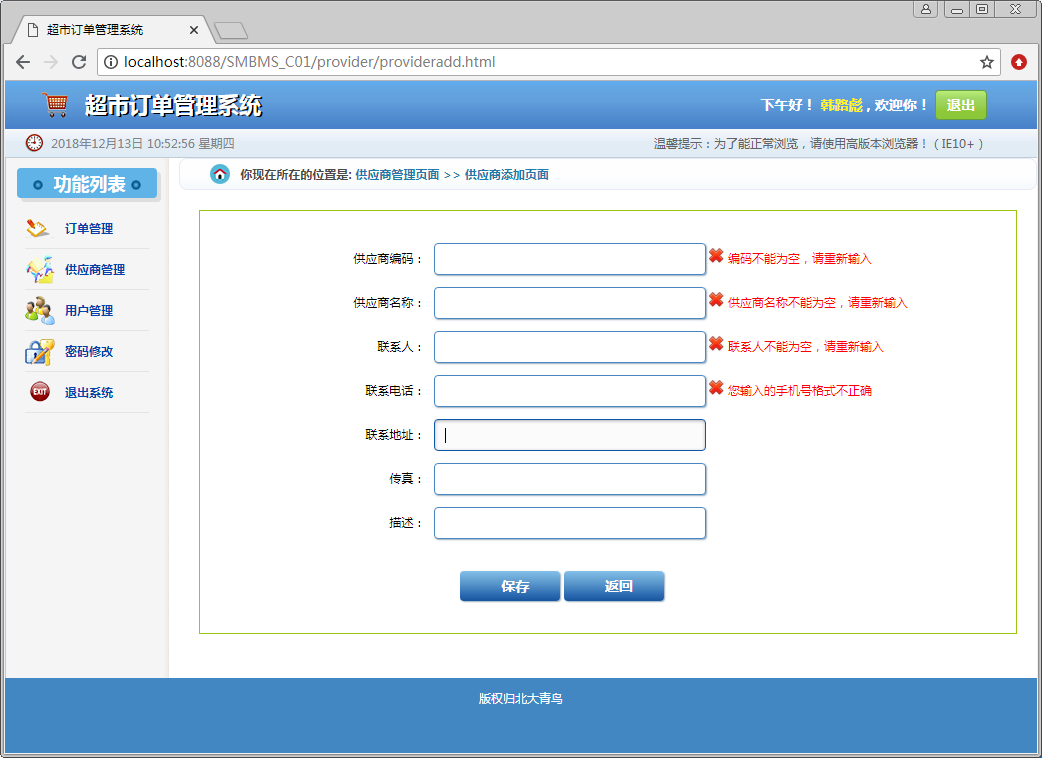 超市订单管理系统
localhost:8088/SMBMS_C01/provider/provideradd.html
超市订单管理系统
下午好！韩路彪，欢迎你！ 退出
2018年12月13日 10:52:56 星期四
温馨提示：为了能正常浏览，请使用高版本浏览器！（IE10+）
功能列表
你现在所在的位置是: 供应商管理页面 >> 供应商添加页面
订单管理
供应商管理
用户管理
密码修改
EXIT 退出系统
供应商编码： 编码不能为空，请重新输入
供应商名称： 供应商名称不能为空，请重新输入
联系人： 联系人不能为空，请重新输入
联系电话： 您输入的手机号格式不正确
联系地址：
传真：
描述：
保存 返回
版权归北大青鸟